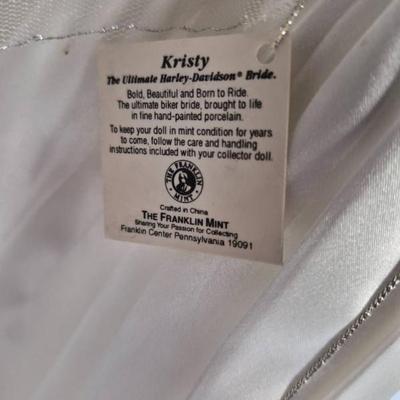 Kristy
The Ultimate Harley-Davidson® Bride.
Bold, Beautiful and Born to Ride.
The ultimate biker bride, brought to life
in fine hand-painted porcelain.
To keep your doll in mint condition for years
to come, follow the care and handling
instructions included with your collector doll.
THE FRANKLIN MINT
Crafted in China
THE FRANKLIN MINT
Sharing Your Passion for Collecting
Franklin Center Pennsylvania 19091